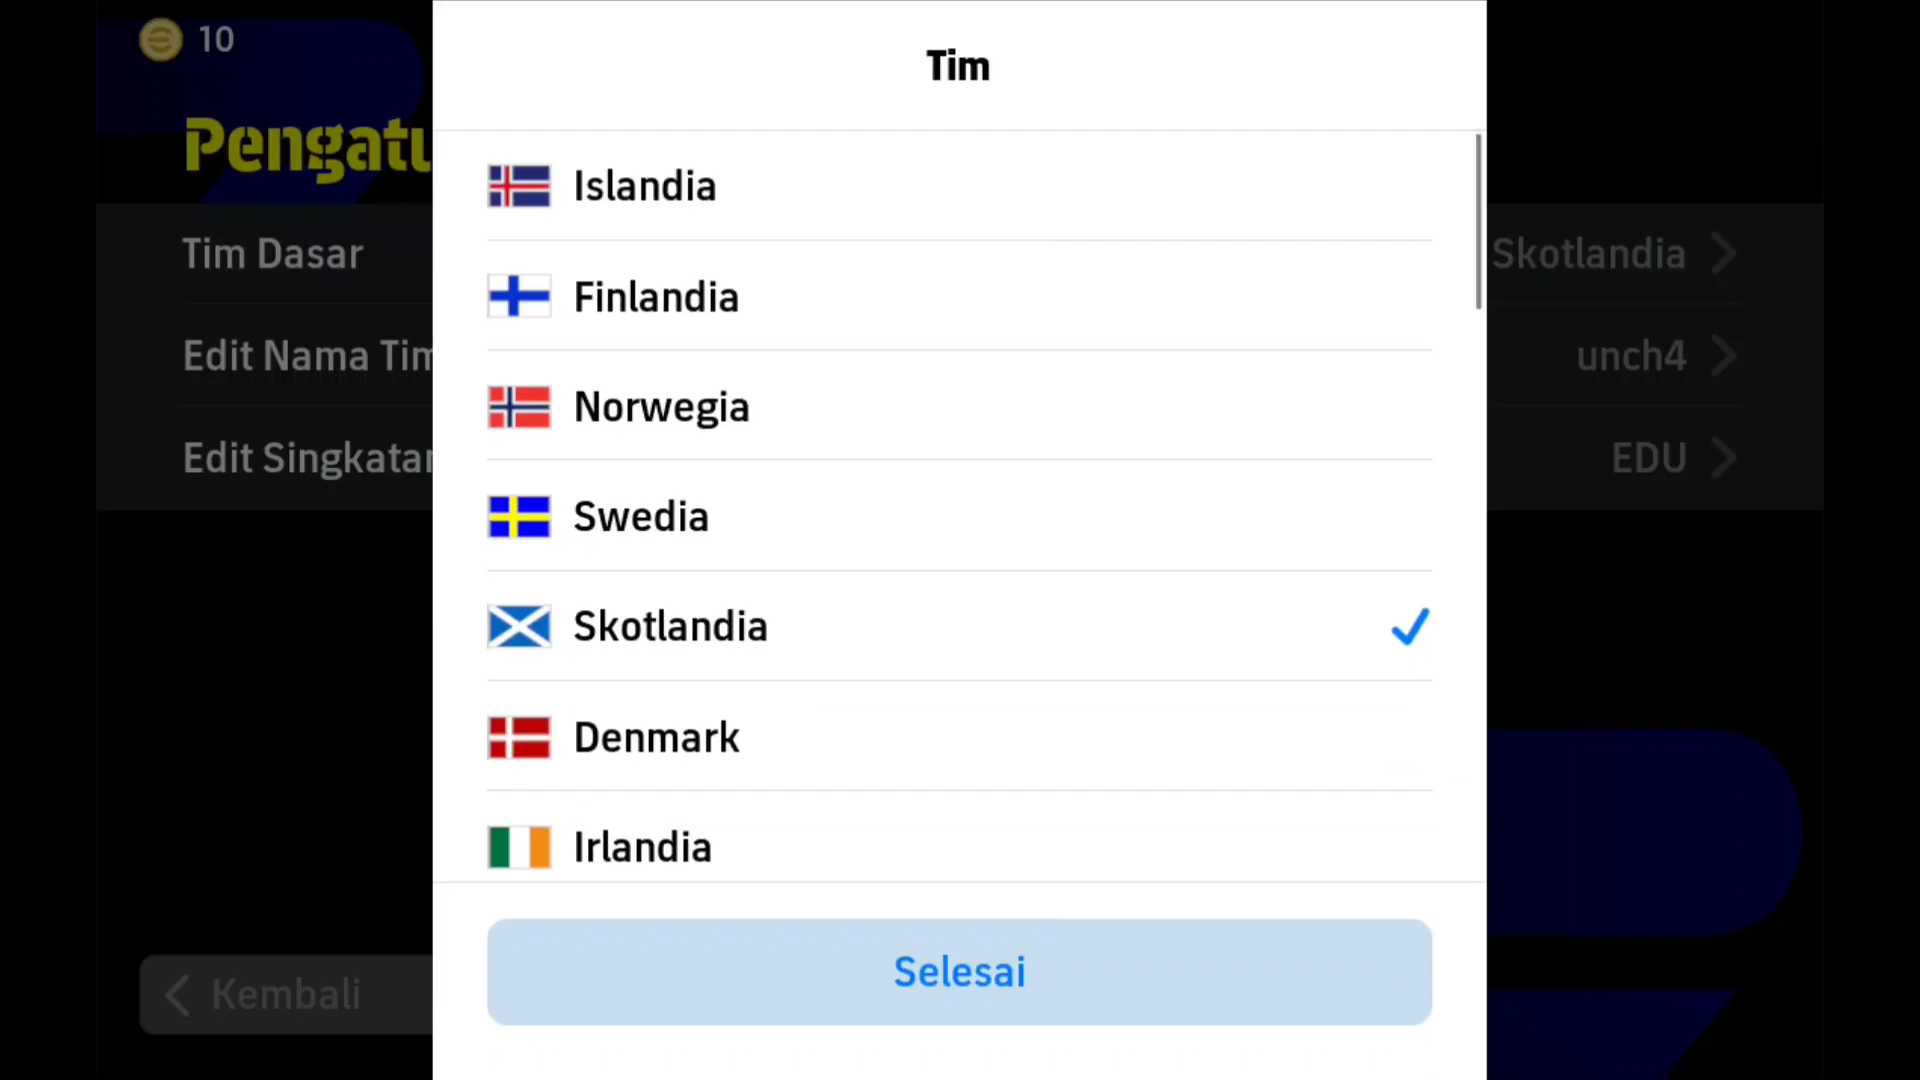 10
Tim
Pengatu
Islandia
Tim Dasar
Skotlandia
Finlandia
Edit Nama Tim
unch4
Norwegia
Edit Singkatan
EDU
Swedia
Skotlandia
Denmark
Irlandia
Selesai
Kembali